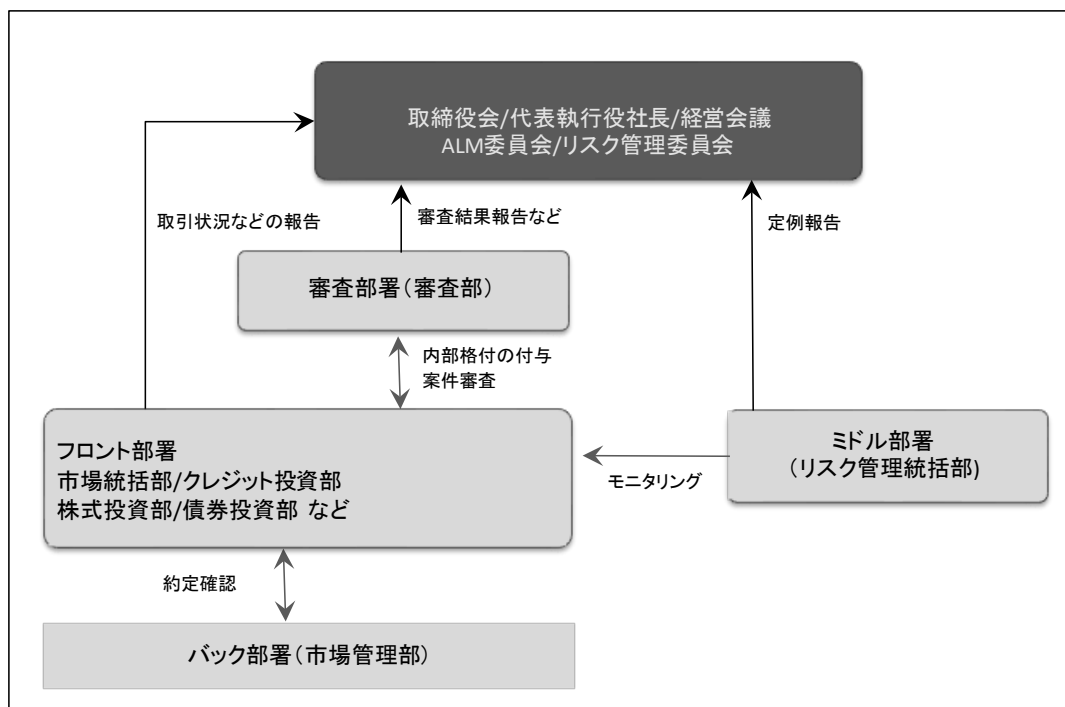 取締役会/代表執行役社長/経営会議
ALM委員会/リスク管理委員会
取引状況などの報告
審査結果報告など
定例報告
審査部署(審査部)
内部格付の付与
案件審査
フロント部署
市場統括部/クレジット投資部
株式投資部/債券投資部 など
モニタリング
ミドル部署
(リスク管理統括部)
約定確認
バック部署(市場管理部)